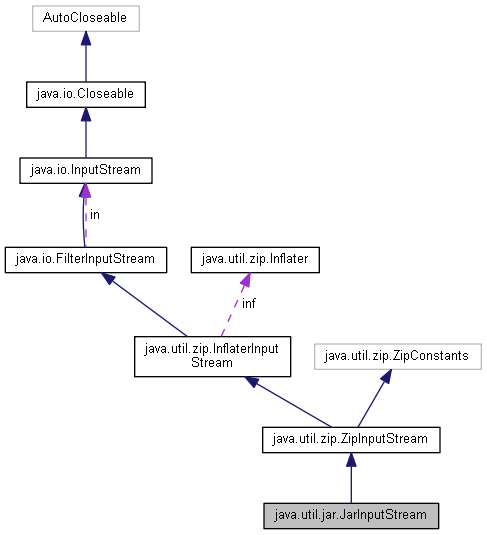 AutoCloseable
java.io.Closeable
java.io.InputStream
in
java.io.FilterInputStream
java.util.zip.Inflater
inf
java.util.zip.InflaterInput
Stream
java.util.zip.ZipConstants
java.util.zip.ZipInputStream
java.util.jar.JarInputStream